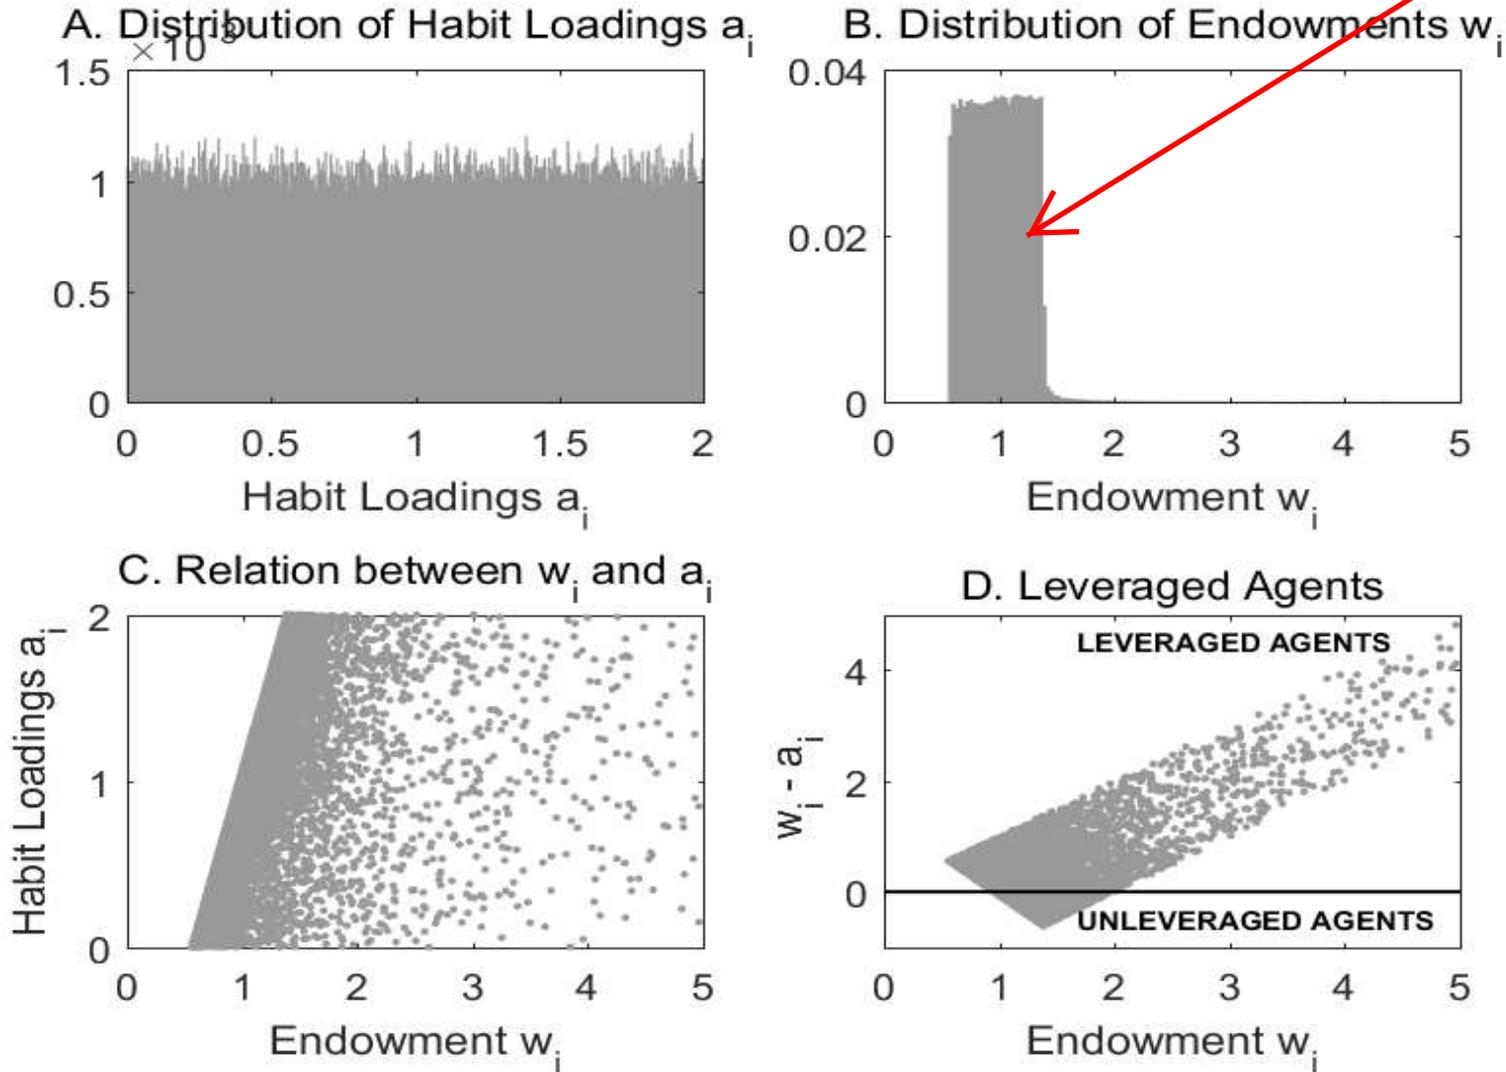 A. Distribution of Habit Loadings a_i
×10^-3
1.5
1
0.5
0
0 0.5 1 1.5 2
Habit Loadings a_i
B. Distribution of Endowments w_i
0.04
0.02
0
0 1 2 3 4 5
Endowment w_i
C. Relation between w_i and a_i
Habit Loadings a_i
2
1
0
0 1 2 3 4 5
Endowment w_i
D. Leveraged Agents
LEVERAGED AGENTS
w_i - a_i
4
2
0
UNLEVERAGED AGENTS
0 1 2 3 4 5
Endowment w_i